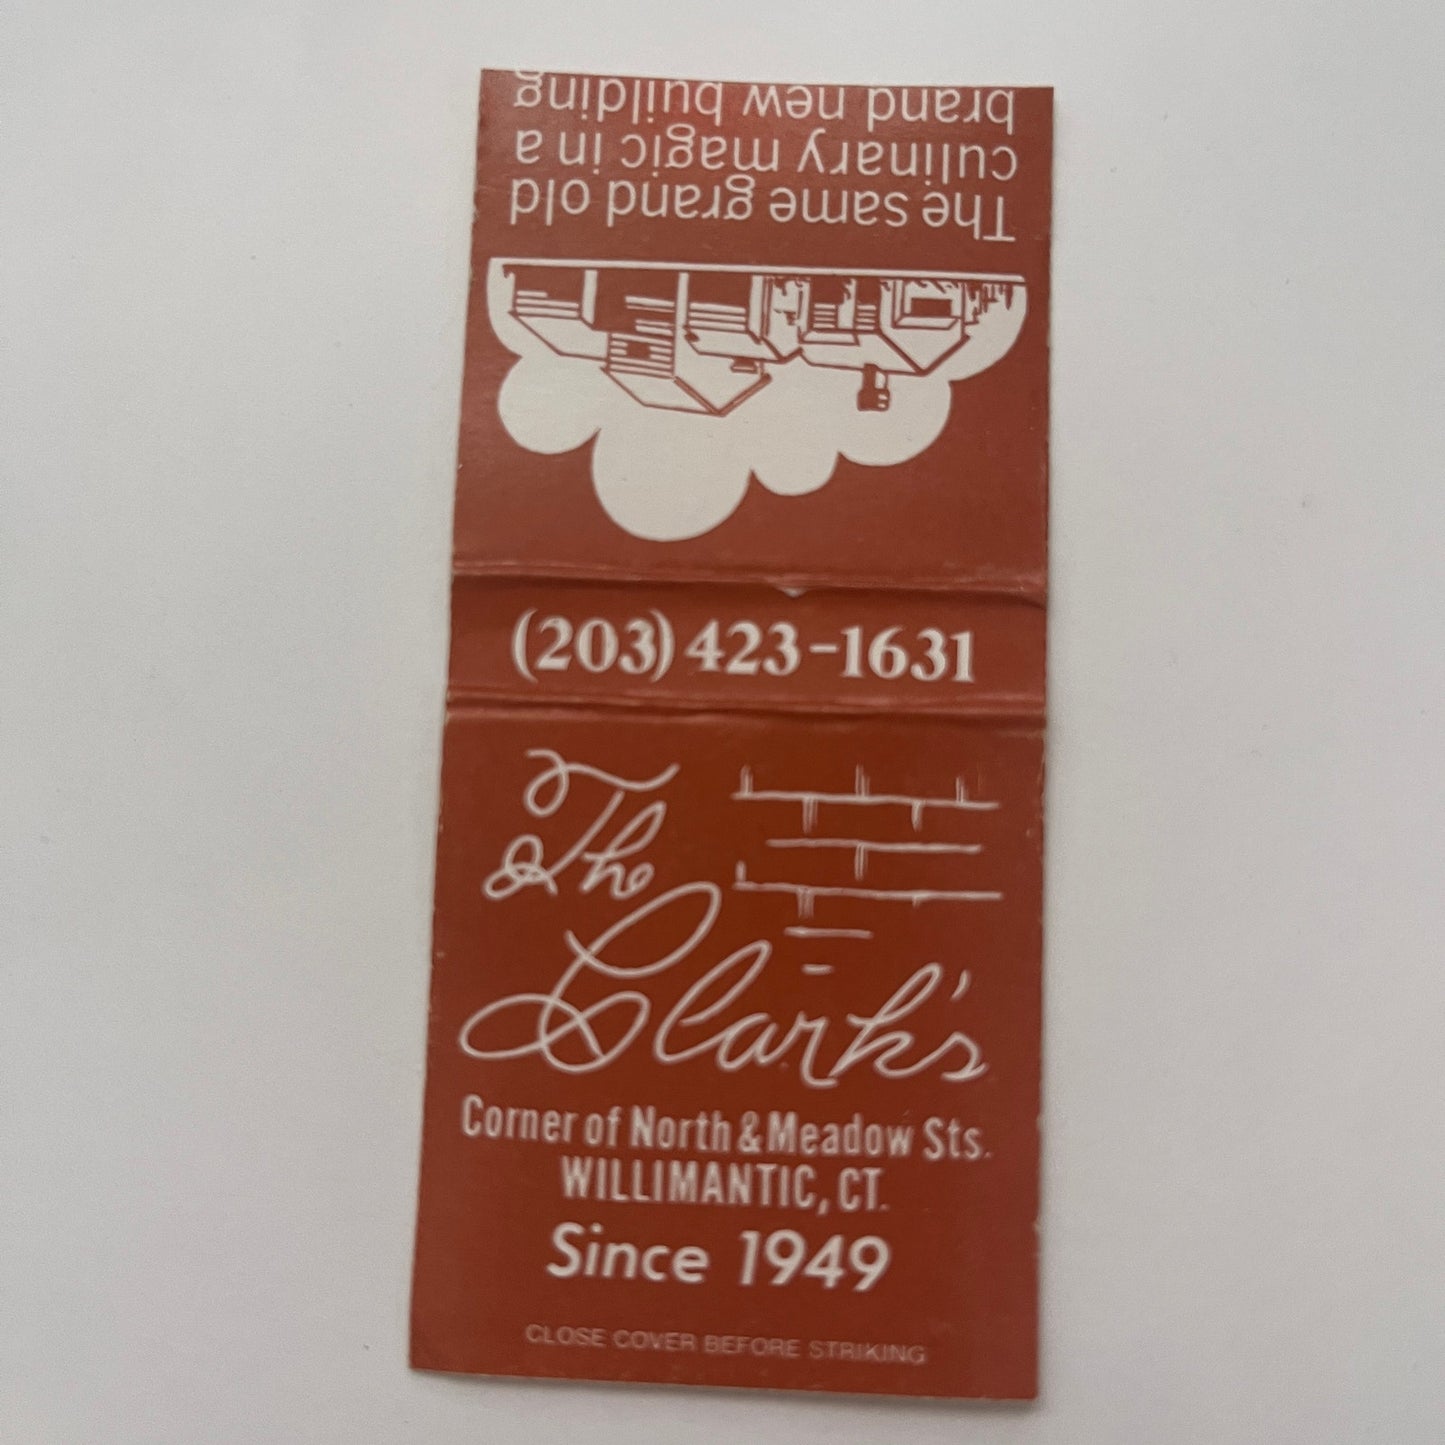 The same grand old
culinary magic in a
brand new building
(203) 423-1631
The
Clark's
Corner of North & Meadow Sts.
WILLIMANTIC, CT.
Since 1949
CLOSE COVER BEFORE STRIKING